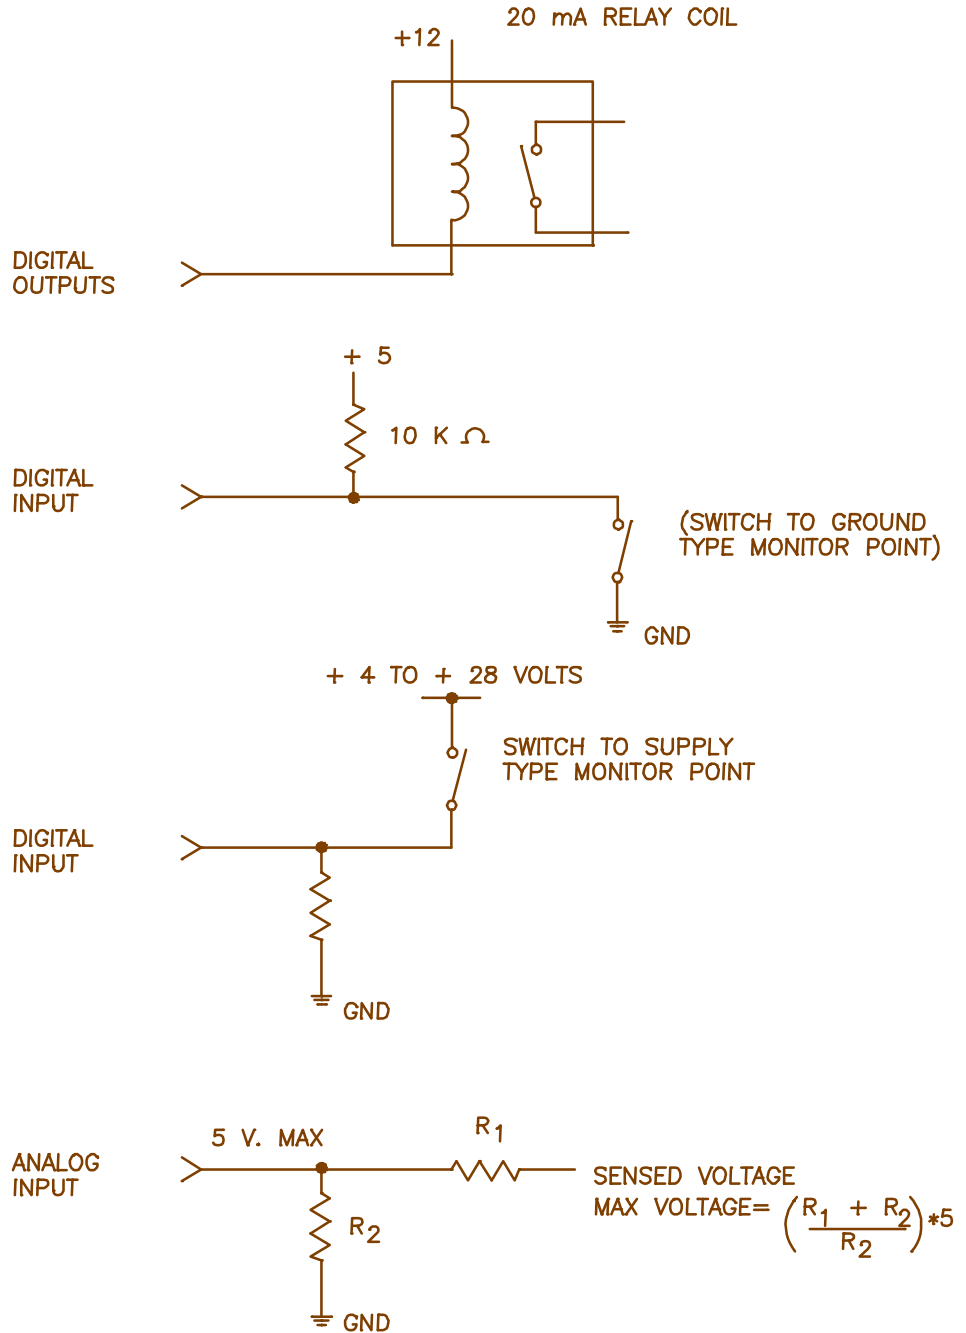 20 mA RELAY COIL
+12
DIGITAL
OUTPUTS
+ 5
10 K Ω
DIGITAL
INPUT
(SWITCH TO GROUND
TYPE MONITOR POINT)
GND
+ 4 TO + 28 VOLTS
SWITCH TO SUPPLY
TYPE MONITOR POINT
DIGITAL
INPUT
GND
5 V. MAX
R1
ANALOG
INPUT
SENSED VOLTAGE
MAX VOLTAGE= (R1 + R2 / R2) *5
R2
GND